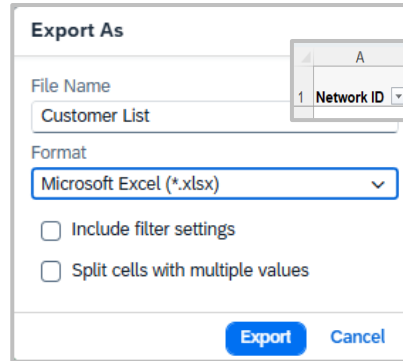 Export As
A
1 Network ID
File Name
Customer List
Format
Microsoft Excel (*.xlsx)
Include filter settings
Split cells with multiple values
Export Cancel